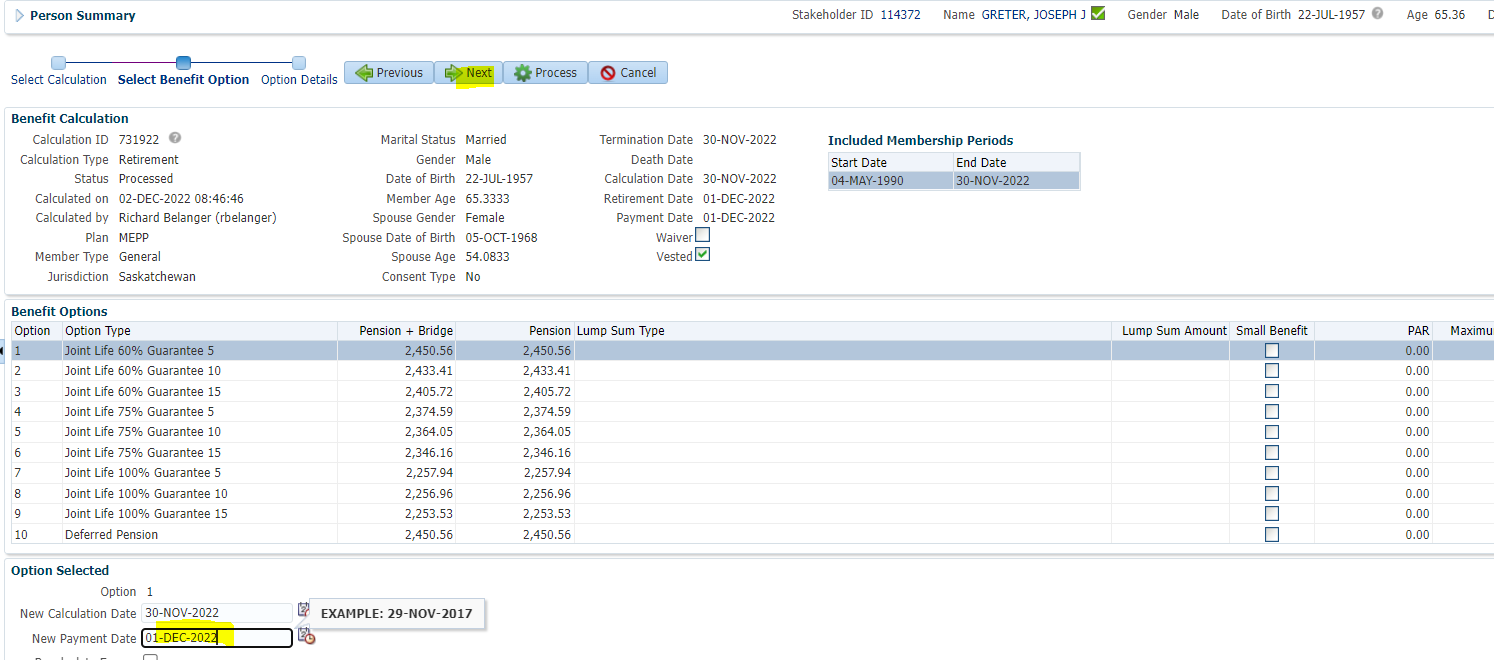 Person Summary Stakeholder ID 114372 Name GRETER, JOSEPH J Gender Male Date of Birth 22-JUL-1957 Age 65.36
Select Calculation Select Benefit Option Option Details Previous Next Process Cancel
Benefit Calculation
Calculation ID 731922 Marital Status Married Termination Date 30-NOV-2022 Included Membership Periods
Calculation Type Retirement Gender Male Death Date Start Date End Date
Status Processed Date of Birth 22-JUL-1957 Calculation Date 30-NOV-2022 04-MAY-1990 30-NOV-2022
Calculated on 02-DEC-2022 08:46:46 Member Age 65.3333 Retirement Date 01-DEC-2022
Calculated by Richard Belanger (rbelanger) Spouse Gender Female Payment Date 01-DEC-2022
Plan MEPP Spouse Date of Birth 05-OCT-1968 Waiver
Member Type General Spouse Age 54.0833 Vested
Jurisdiction Saskatchewan Consent Type No
Benefit Options
Option Option Type Pension + Bridge Pension Lump Sum Type Lump Sum Amount Small Benefit PAR
1 Joint Life 60% Guarantee 5 2,450.56 2,450.56 0.00
2 Joint Life 60% Guarantee 10 2,433.41 2,433.41 0.00
3 Joint Life 60% Guarantee 15 2,405.72 2,405.72 0.00
4 Joint Life 75% Guarantee 5 2,374.59 2,374.59 0.00
5 Joint Life 75% Guarantee 10 2,364.05 2,364.05 0.00
6 Joint Life 75% Guarantee 15 2,346.16 2,346.16 0.00
7 Joint Life 100% Guarantee 5 2,257.94 2,257.94 0.00
8 Joint Life 100% Guarantee 10 2,256.96 2,256.96 0.00
9 Joint Life 100% Guarantee 15 2,253.53 2,253.53 0.00
10 Deferred Pension 2,450.56 2,450.56 0.00
Option Selected
Option 1
New Calculation Date 30-NOV-2022 EXAMPLE: 29-NOV-2017
New Payment Date 01-DEC-2022